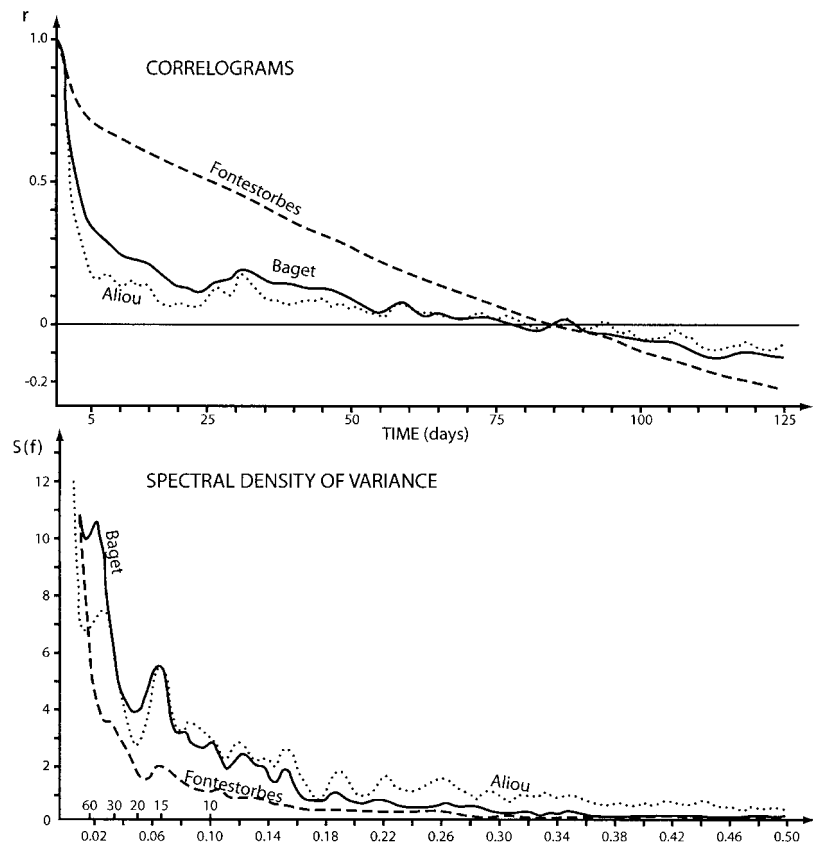 r
1.0
CORRELOGRAMS
0.5
Fontestorbes
Baget
Aliou
0
-0.2
5 25 50 75 100 125
TIME (days)
S(f)
SPECTRAL DENSITY OF VARIANCE
12
10
Baget
8
6
4
2
Fontestorbes
Aliou
60 30 20 15 10
0
0.02 0.06 0.10 0.14 0.18 0.22 0.26 0.30 0.34 0.38 0.42 0.46 0.50